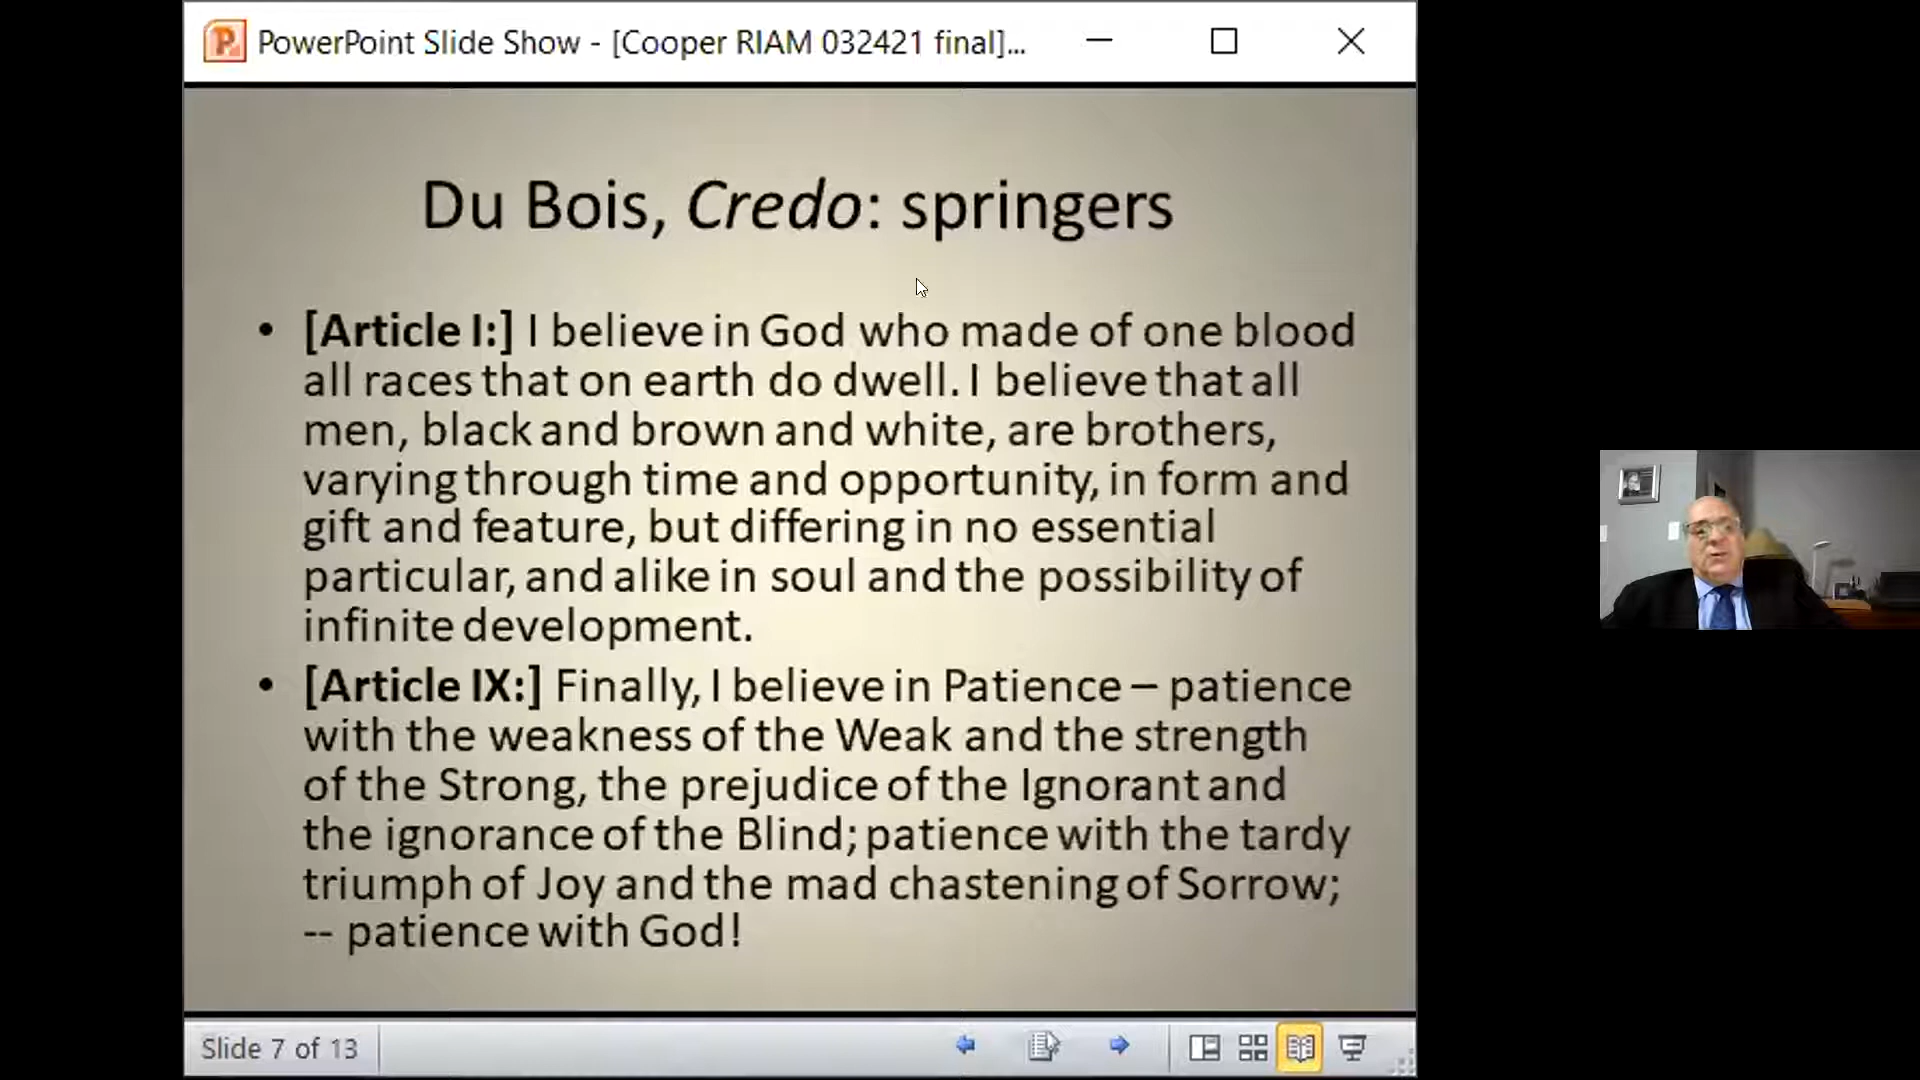 PowerPoint Slide Show - [Cooper RIAM 032421 final]...
Du Bois, Credo: springers
• [Article I:] I believe in God who made of one blood
all races that on earth do dwell. I believe that all
men, black and brown and white, are brothers,
varying through time and opportunity, in form and
gift and feature, but differing in no essential
particular, and alike in soul and the possibility of
infinite development.
• [Article IX:] Finally, I believe in Patience – patience
with the weakness of the Weak and the strength
of the Strong, the prejudice of the Ignorant and
the ignorance of the Blind; patience with the tardy
triumph of Joy and the mad chastening of Sorrow;
-- patience with God!
Slide 7 of 13